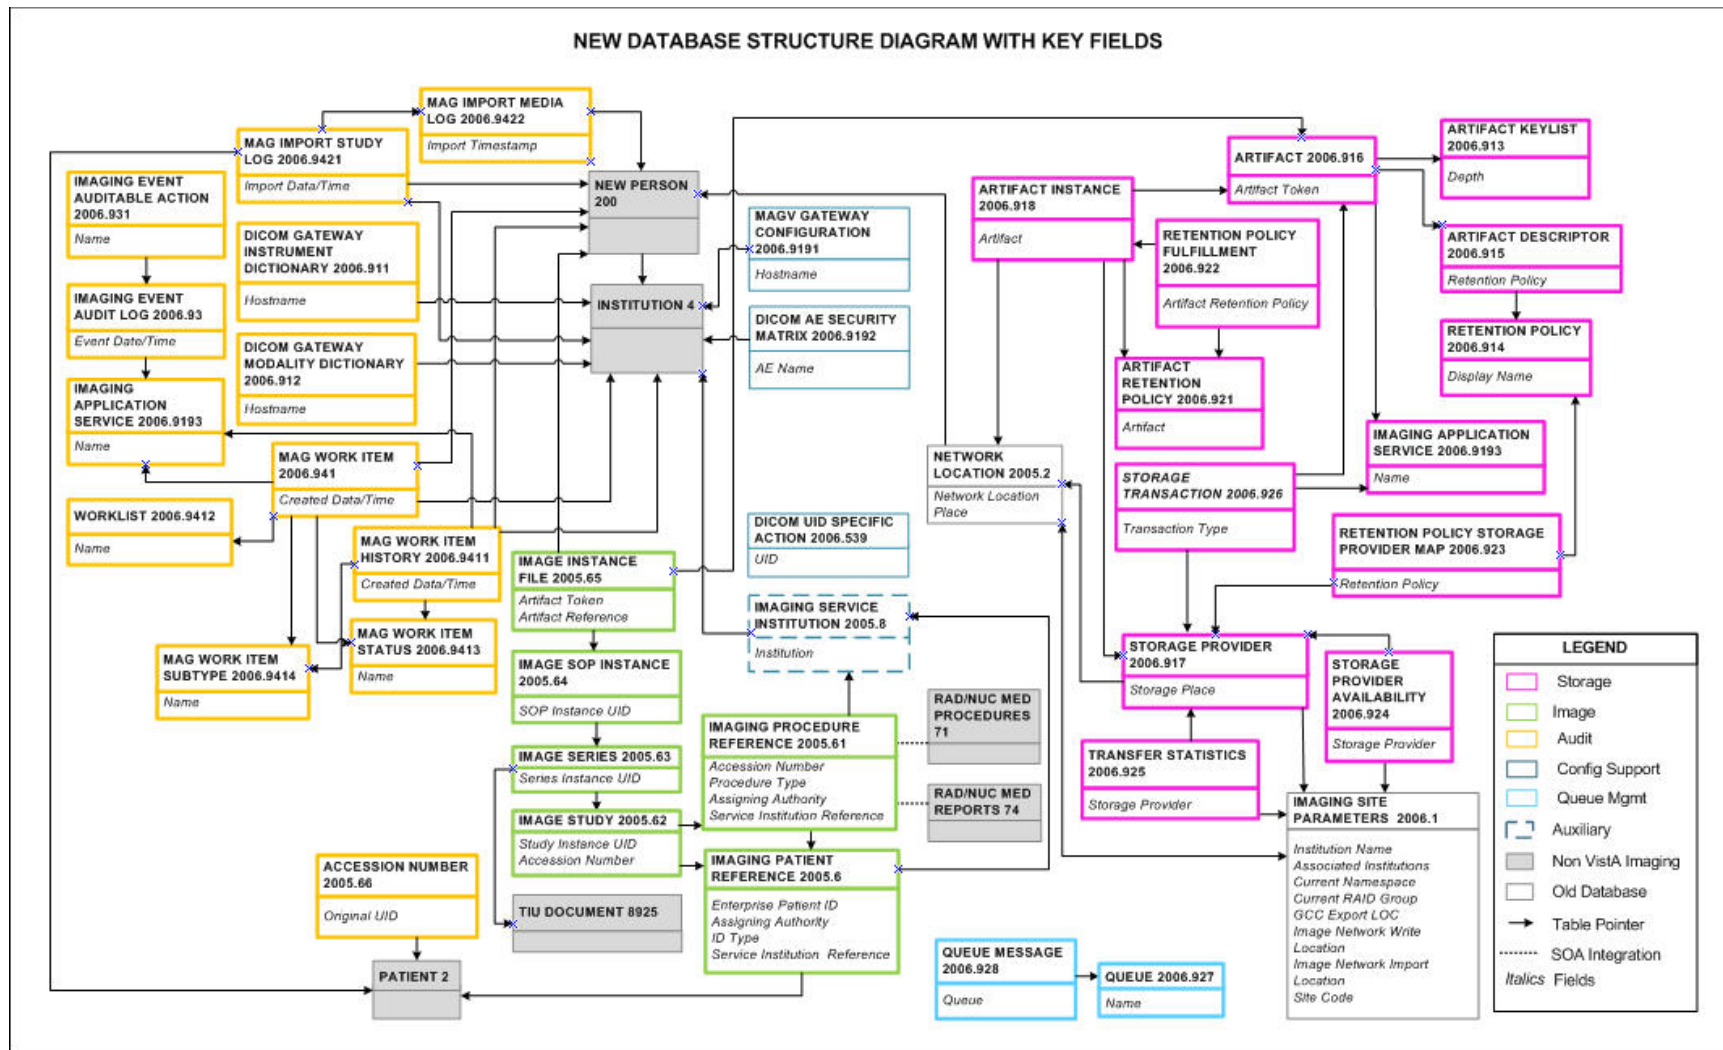 NEW DATABASE STRUCTURE DIAGRAM WITH KEY FIELDS
MAG IMPORT MEDIA
LOG 2006.9422
Import Timestamp
MAG IMPORT STUDY
LOG 2006.9421
Import Data/Time
IMAGING EVENT
AUDITABLE ACTION
2006.931
Name
DICOM GATEWAY
INSTRUMENT
DICTIONARY 2006.911
Hostname
IMAGING EVENT
AUDIT LOG 2006.93
Event Date/Time
DICOM GATEWAY
MODALITY DICTIONARY
2006.912
Hostname
IMAGING
APPLICATION
SERVICE 2006.9193
Name
MAG WORK ITEM
2006.941
Created Data/Time
WORKLIST 2006.9412
Name
MAG WORK ITEM
HISTORY 2006.9411
Created Data/Time
MAG WORK ITEM
STATUS 2006.9413
Name
MAG WORK ITEM
SUBTYPE 2006.9414
Name
NEW PERSON
200
INSTITUTION 4
MAGV GATEWAY
CONFIGURATION
2006.9191
Hostname
DICOM AE SECURITY
MATRIX 2006.9192
AE Name
DICOM UID SPECIFIC
ACTION 2006.539
UID
IMAGING SERVICE
INSTITUTION 2005.8
Institution
IMAGE INSTANCE
FILE 2005.65
Artifact Token
Artifact Reference
IMAGE SOP INSTANCE
2005.64
SOP Instance UID
IMAGE SERIES 2005.63
Series Instance UID
IMAGE STUDY 2005.62
Study Instance UID
Accession Number
IMAGING PROCEDURE
REFERENCE 2005.61
Accession Number
Procedure Type
Assigning Authority
Service Institution Reference
IMAGING PATIENT
REFERENCE 2005.6
Enterprise Patient ID
Assigning Authority
ID Type
Service Institution Reference
RAD/NUC MED
PROCEDURES
71
RAD/NUC MED
REPORTS 74
TIU DOCUMENT 8925
ACCESSION NUMBER
2005.66
Original UID
PATIENT 2
QUEUE MESSAGE
2006.928
Queue
QUEUE 2006.927
Name
ARTIFACT 2006.916
Artifact Token
ARTIFACT KEYLIST
2006.913
Depth
ARTIFACT INSTANCE
2006.918
Artifact
RETENTION POLICY
FULFILLMENT
2006.922
Artifact Retention Policy
ARTIFACT DESCRIPTOR
2006.915
Retention Policy
RETENTION POLICY
2006.914
Display Name
ARTIFACT
RETENTION
POLICY 2006.921
Artifact
IMAGING APPLICATION
SERVICE 2006.9193
Name
NETWORK
LOCATION 2005.2
Network Location
Place
STORAGE
TRANSACTION 2006.926
Transaction Type
RETENTION POLICY STORAGE
PROVIDER MAP 2006.923
Retention Policy
STORAGE PROVIDER
2006.917
Storage Place
STORAGE
PROVIDER
AVAILABILITY
2006.924
Storage Provider
TRANSFER STATISTICS
2006.925
Storage Provider
IMAGING SITE
PARAMETERS 2006.1
Institution Name
Associated Institutions
Current Namespace
Current RAID Group
GCC Export LOC
Image Network Write
Location
Image Network Import
Location
Site Code
LEGEND
Storage
Image
Audit
Config Support
Queue Mgmt
Auxiliary
Non VistA Imaging
Old Database
Table Pointer
SOA Integration
Italics Fields